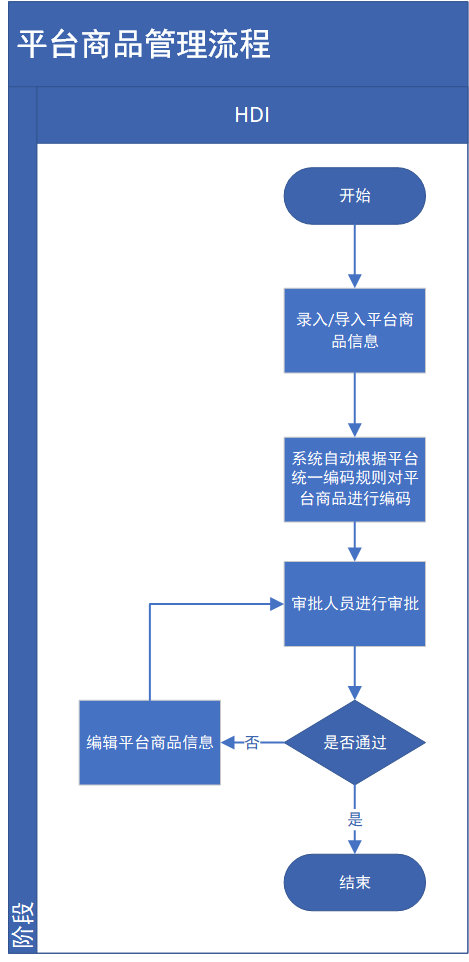 平台商品管理流程
HDI
开始
录入/导入平台商
品信息
系统自动根据平台
统一编码规则对平
台商品进行编码
审批人员进行审批
编辑平台商品信息
否
是否通过
是
结束
阶段